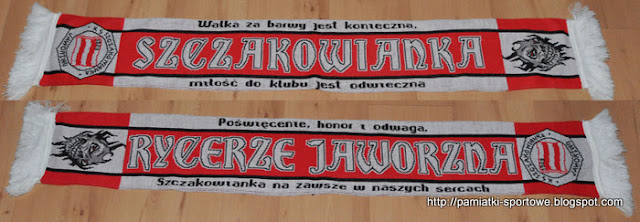 Walka za barwy jest konieczna,
SZCZAKOWIANKA
miłość do klubu jest odwieczna
Poświęcenie, honor i odwaga,
RYCERZE JAWORZNA
Szczakowianka na zawsze w naszych sercach
http://pamiatki-sportowe.blogspot.com